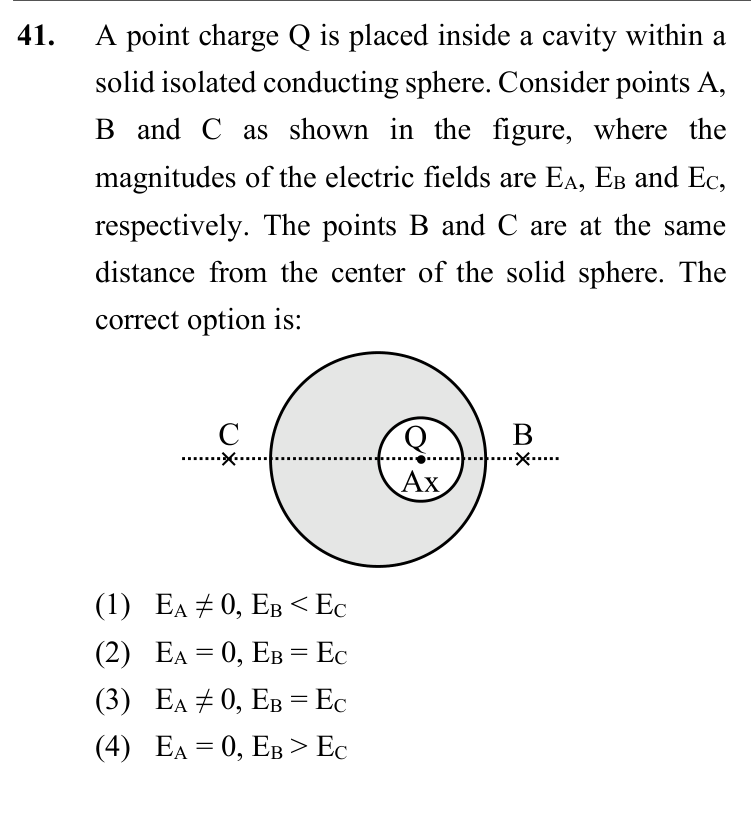 41. A point charge Q is placed inside a cavity within a
solid isolated conducting sphere. Consider points A,
B and C as shown in the figure, where the
magnitudes of the electric fields are EA, EB and EC,
respectively. The points B and C are at the same
distance from the center of the solid sphere. The
correct option is:
C Q B
Ax
(1) EA ≠ 0, EB < EC
(2) EA = 0, EB = EC
(3) EA ≠ 0, EB = EC
(4) EA = 0, EB > EC